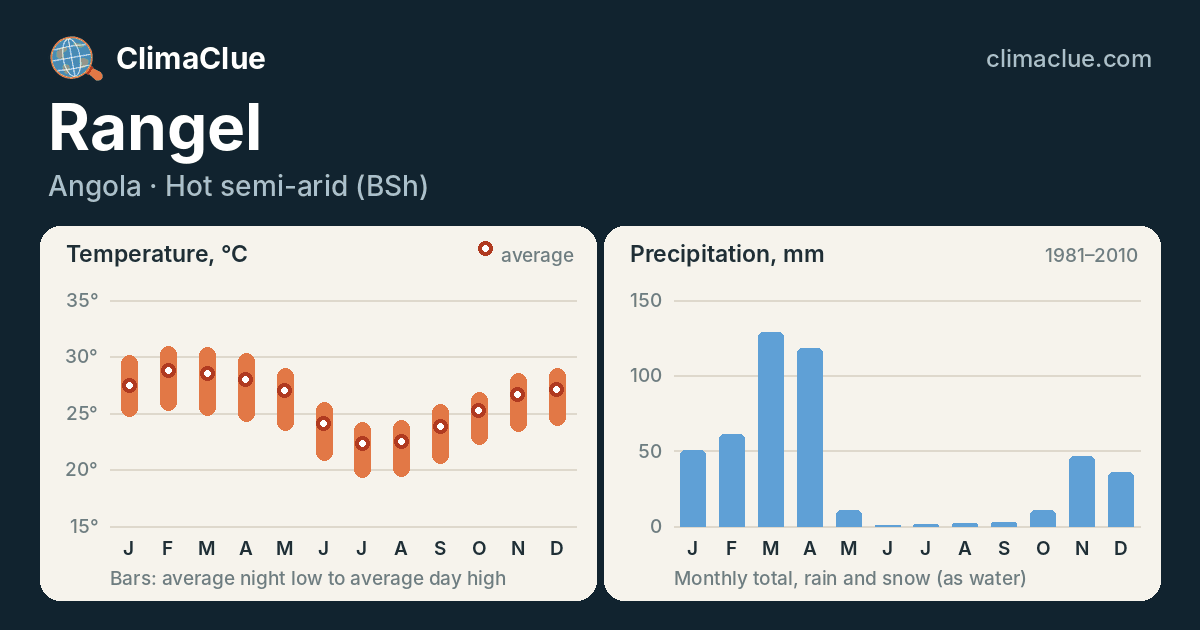 ClimaClue
climaclue.com
Rangel
Angola · Hot semi-arid (BSh)
Temperature, °C
average
35°
30°
25°
20°
15°
J F M A M J J A S O N D
Bars: average night low to average day high
Precipitation, mm
1981–2010
150
100
50
0
J F M A M J J A S O N D
Monthly total, rain and snow (as water)